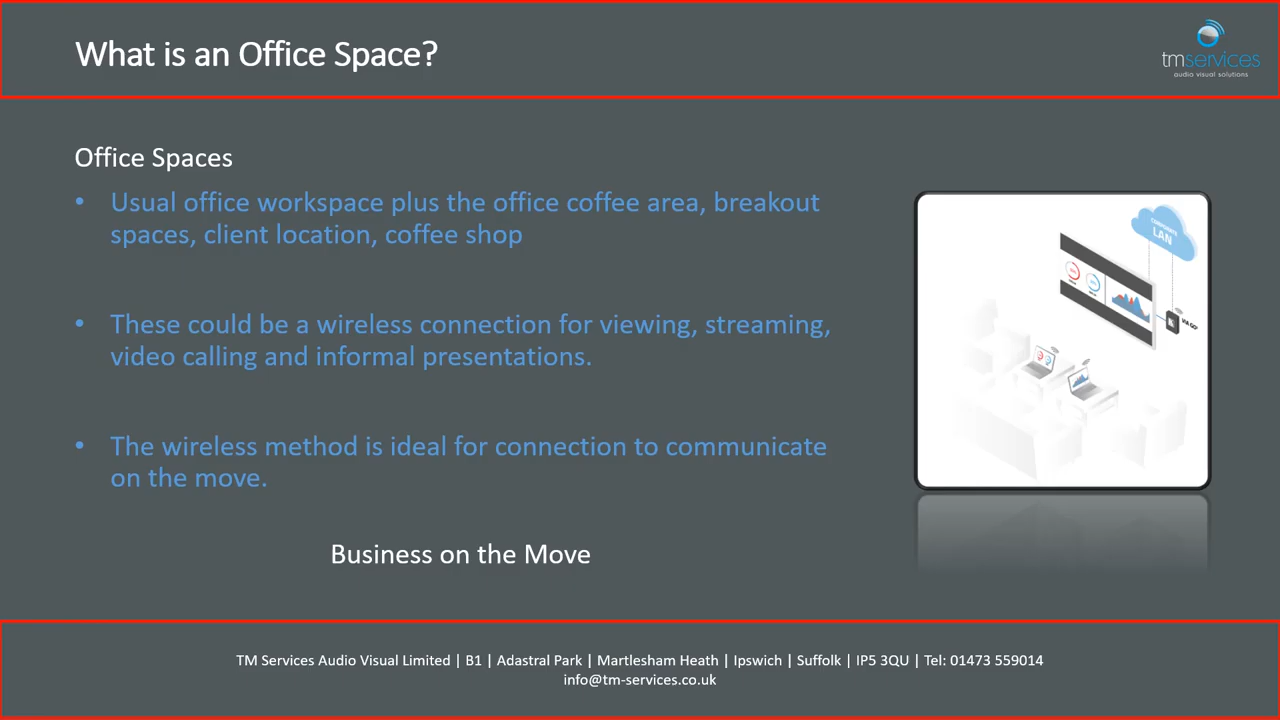 What is an Office Space?
tmservices
audio visual solutions
Office Spaces
• Usual office workspace plus the office coffee area, breakout
spaces, client location, coffee shop
• These could be a wireless connection for viewing, streaming,
video calling and informal presentations.
• The wireless method is ideal for connection to communicate
on the move.
Business on the Move
CORPORATE
LAN
VIA GO²
TM Services Audio Visual Limited | B1 | Adastral Park | Martlesham Heath | Ipswich | Suffolk | IP5 3QU | Tel: 01473 559014
info@tm-services.co.uk